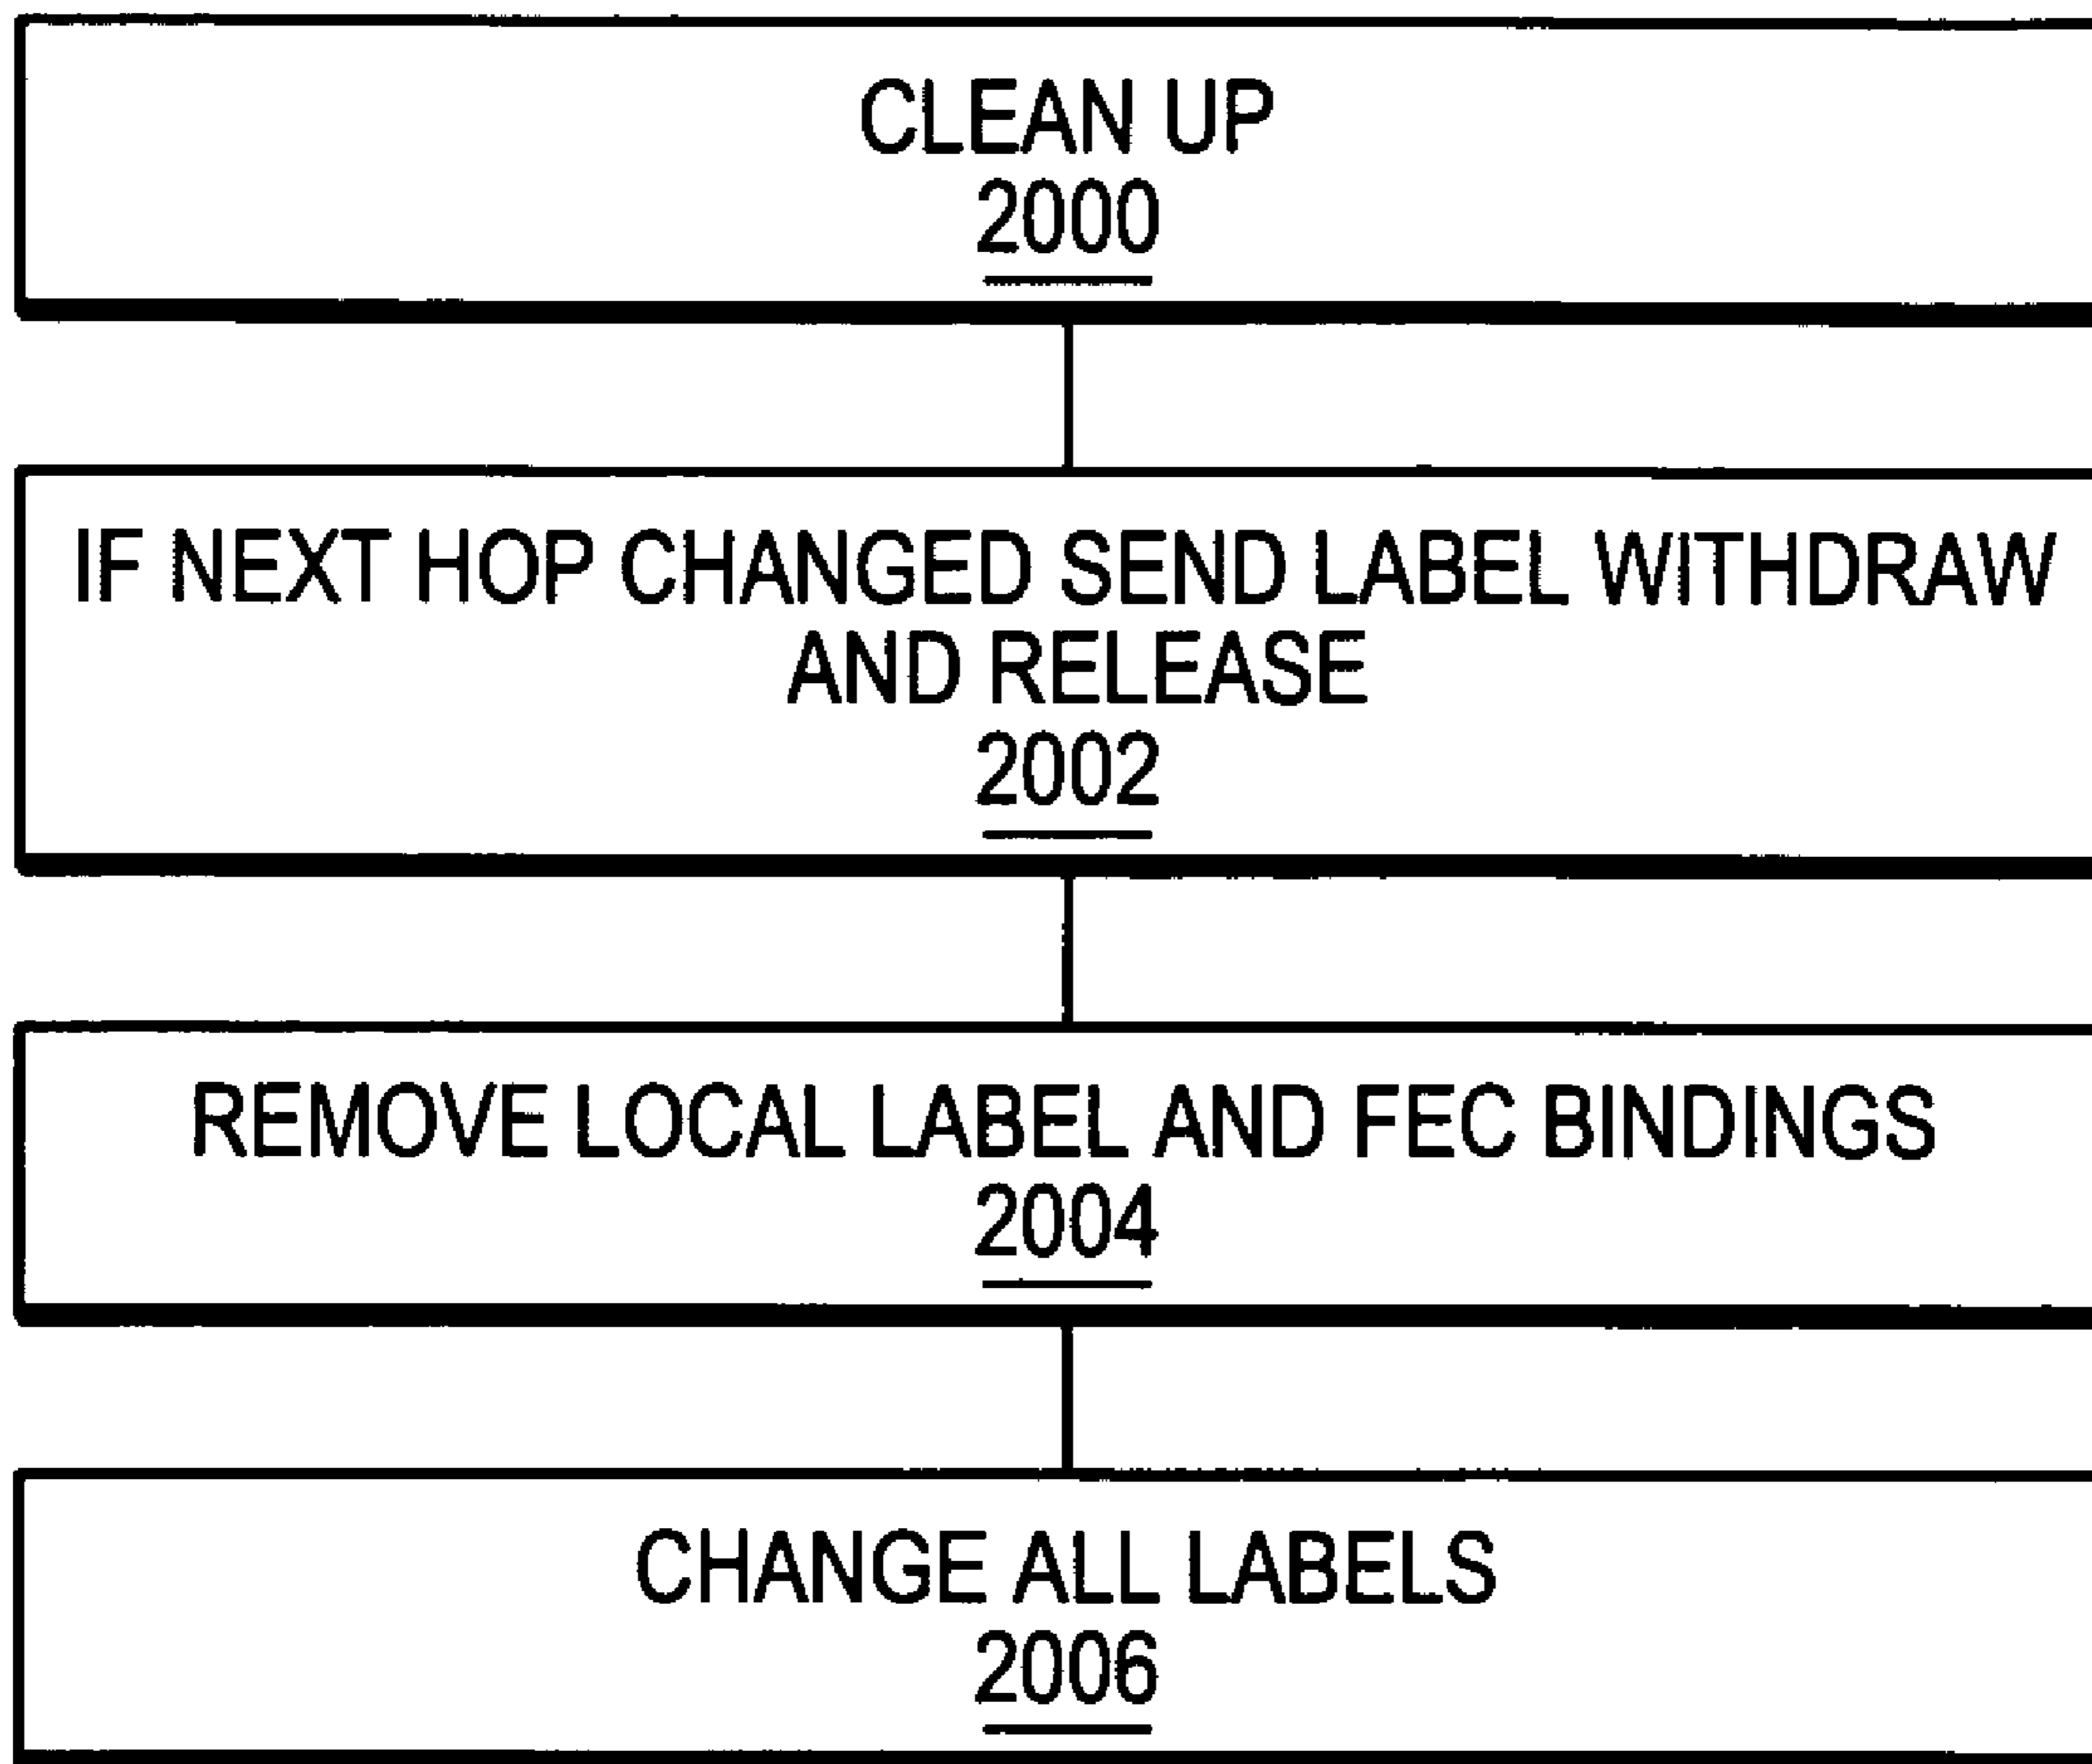 CLEAN UP
2000
IF NEXT HOP CHANGED SEND LABEL WITHDRAW
AND RELEASE
2002
REMOVE LOCAL LABEL AND FEC BINDINGS
2004
CHANGE ALL LABELS
2006